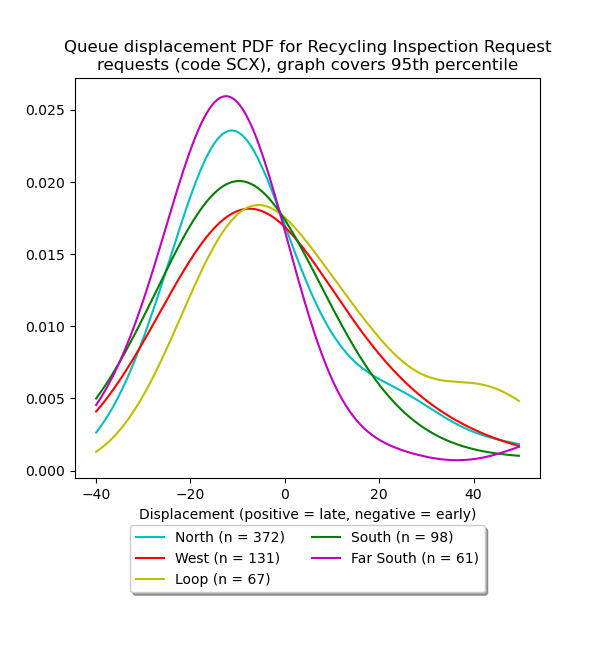 Queue displacement PDF for Recycling Inspection Request
requests (code SCX), graph covers 95th percentile
0.025
0.020
0.015
0.010
0.005
0.000
−40 −20 0 20 40
Displacement (positive = late, negative = early)
North (n = 372) South (n = 98)
West (n = 131) Far South (n = 61)
Loop (n = 67)